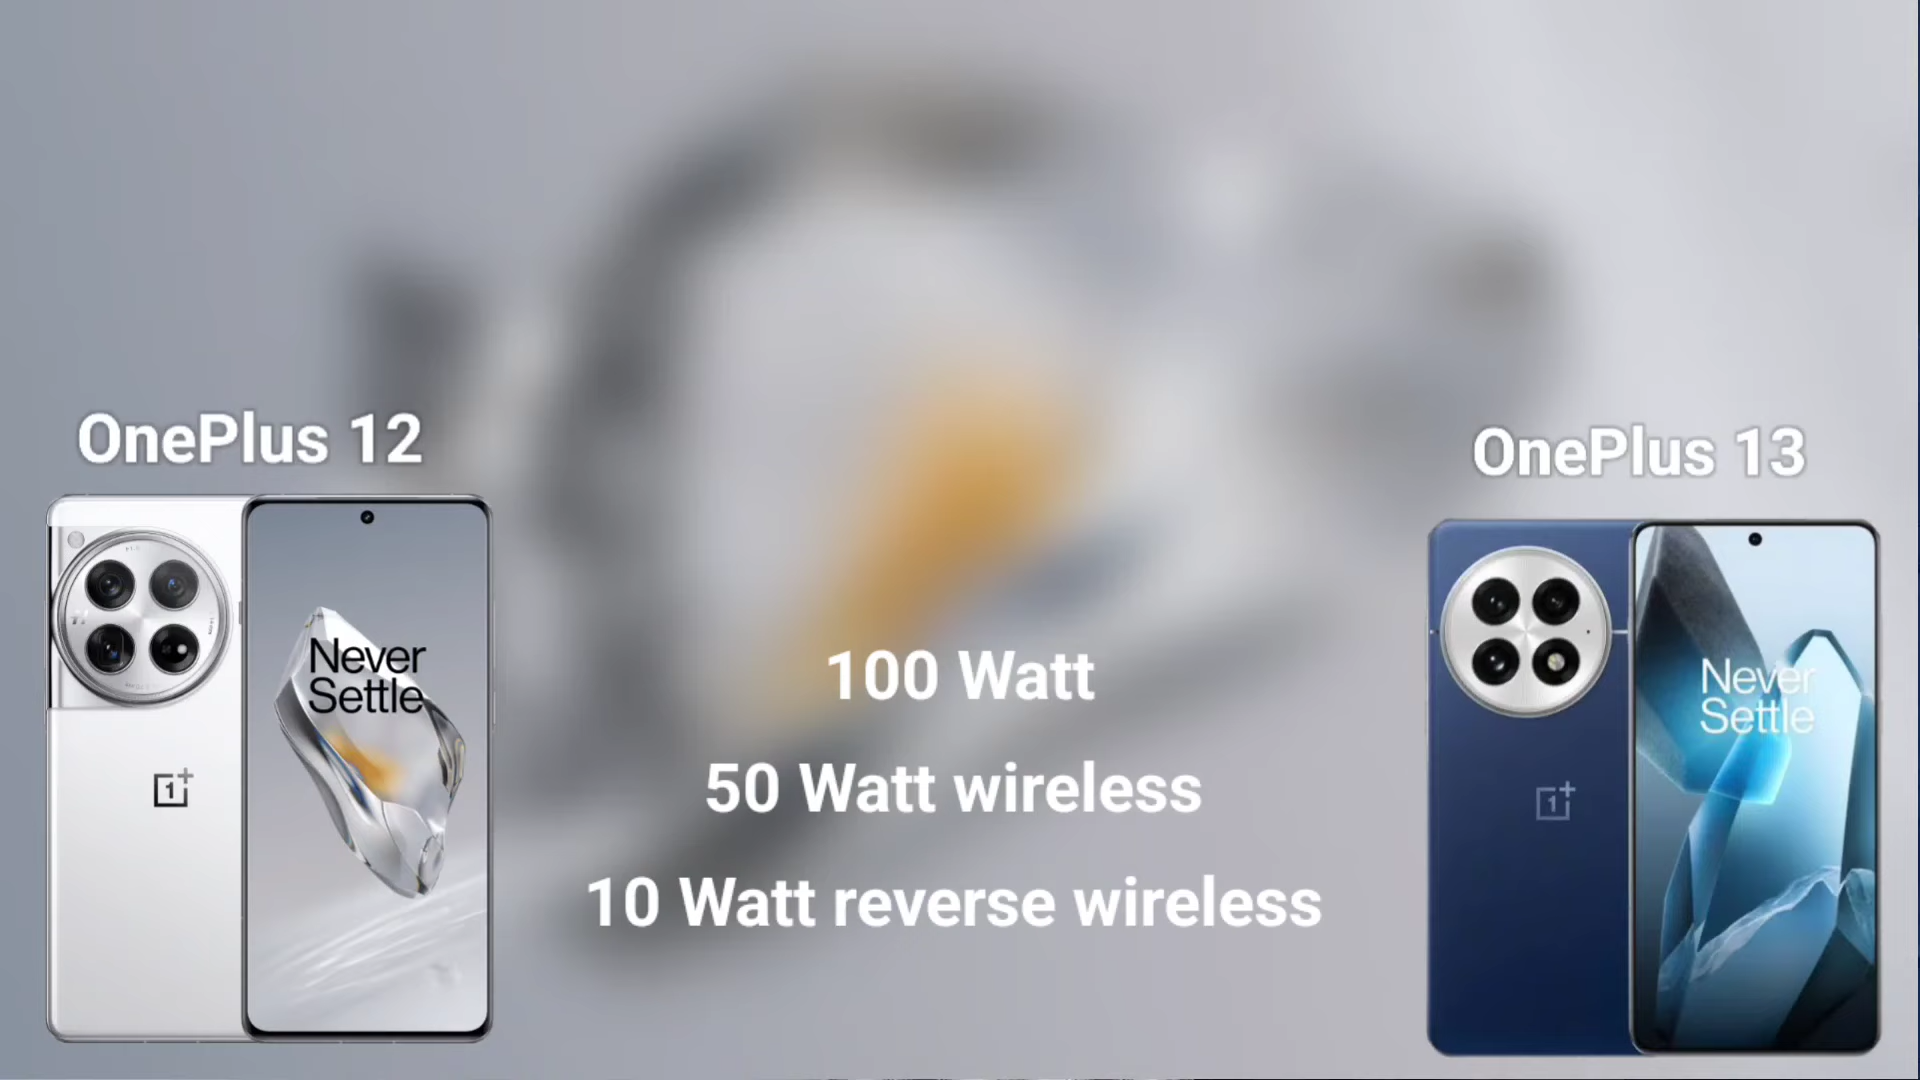 OnePlus 12
OnePlus 13
Never
Settle
Never
Settle
100 Watt
50 Watt wireless
10 Watt reverse wireless